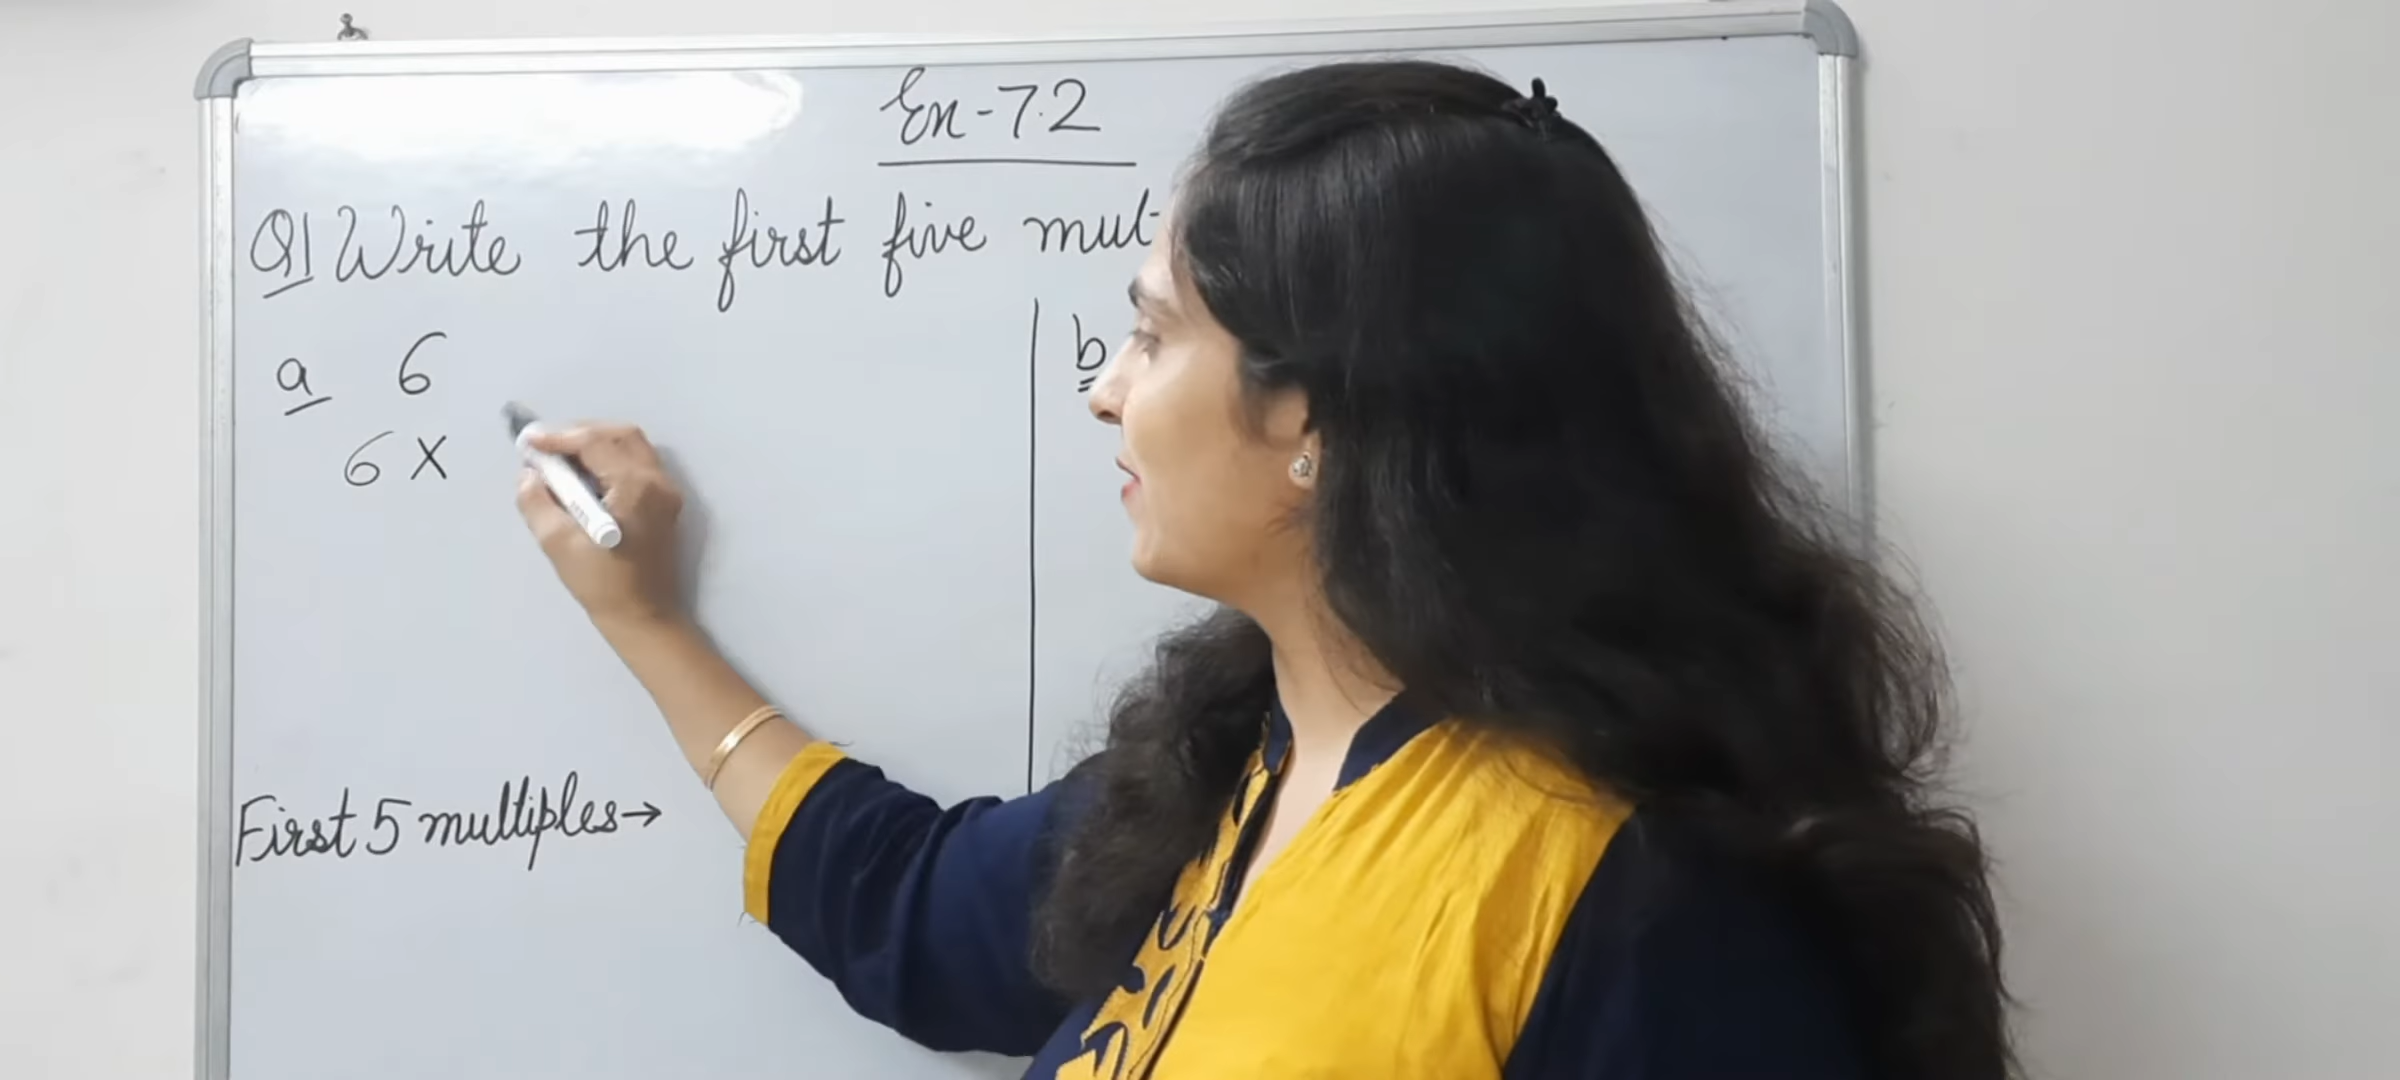 Ex-7.2
Q1 Write the first five mul
a 6
b
6 X
First 5 multiples→